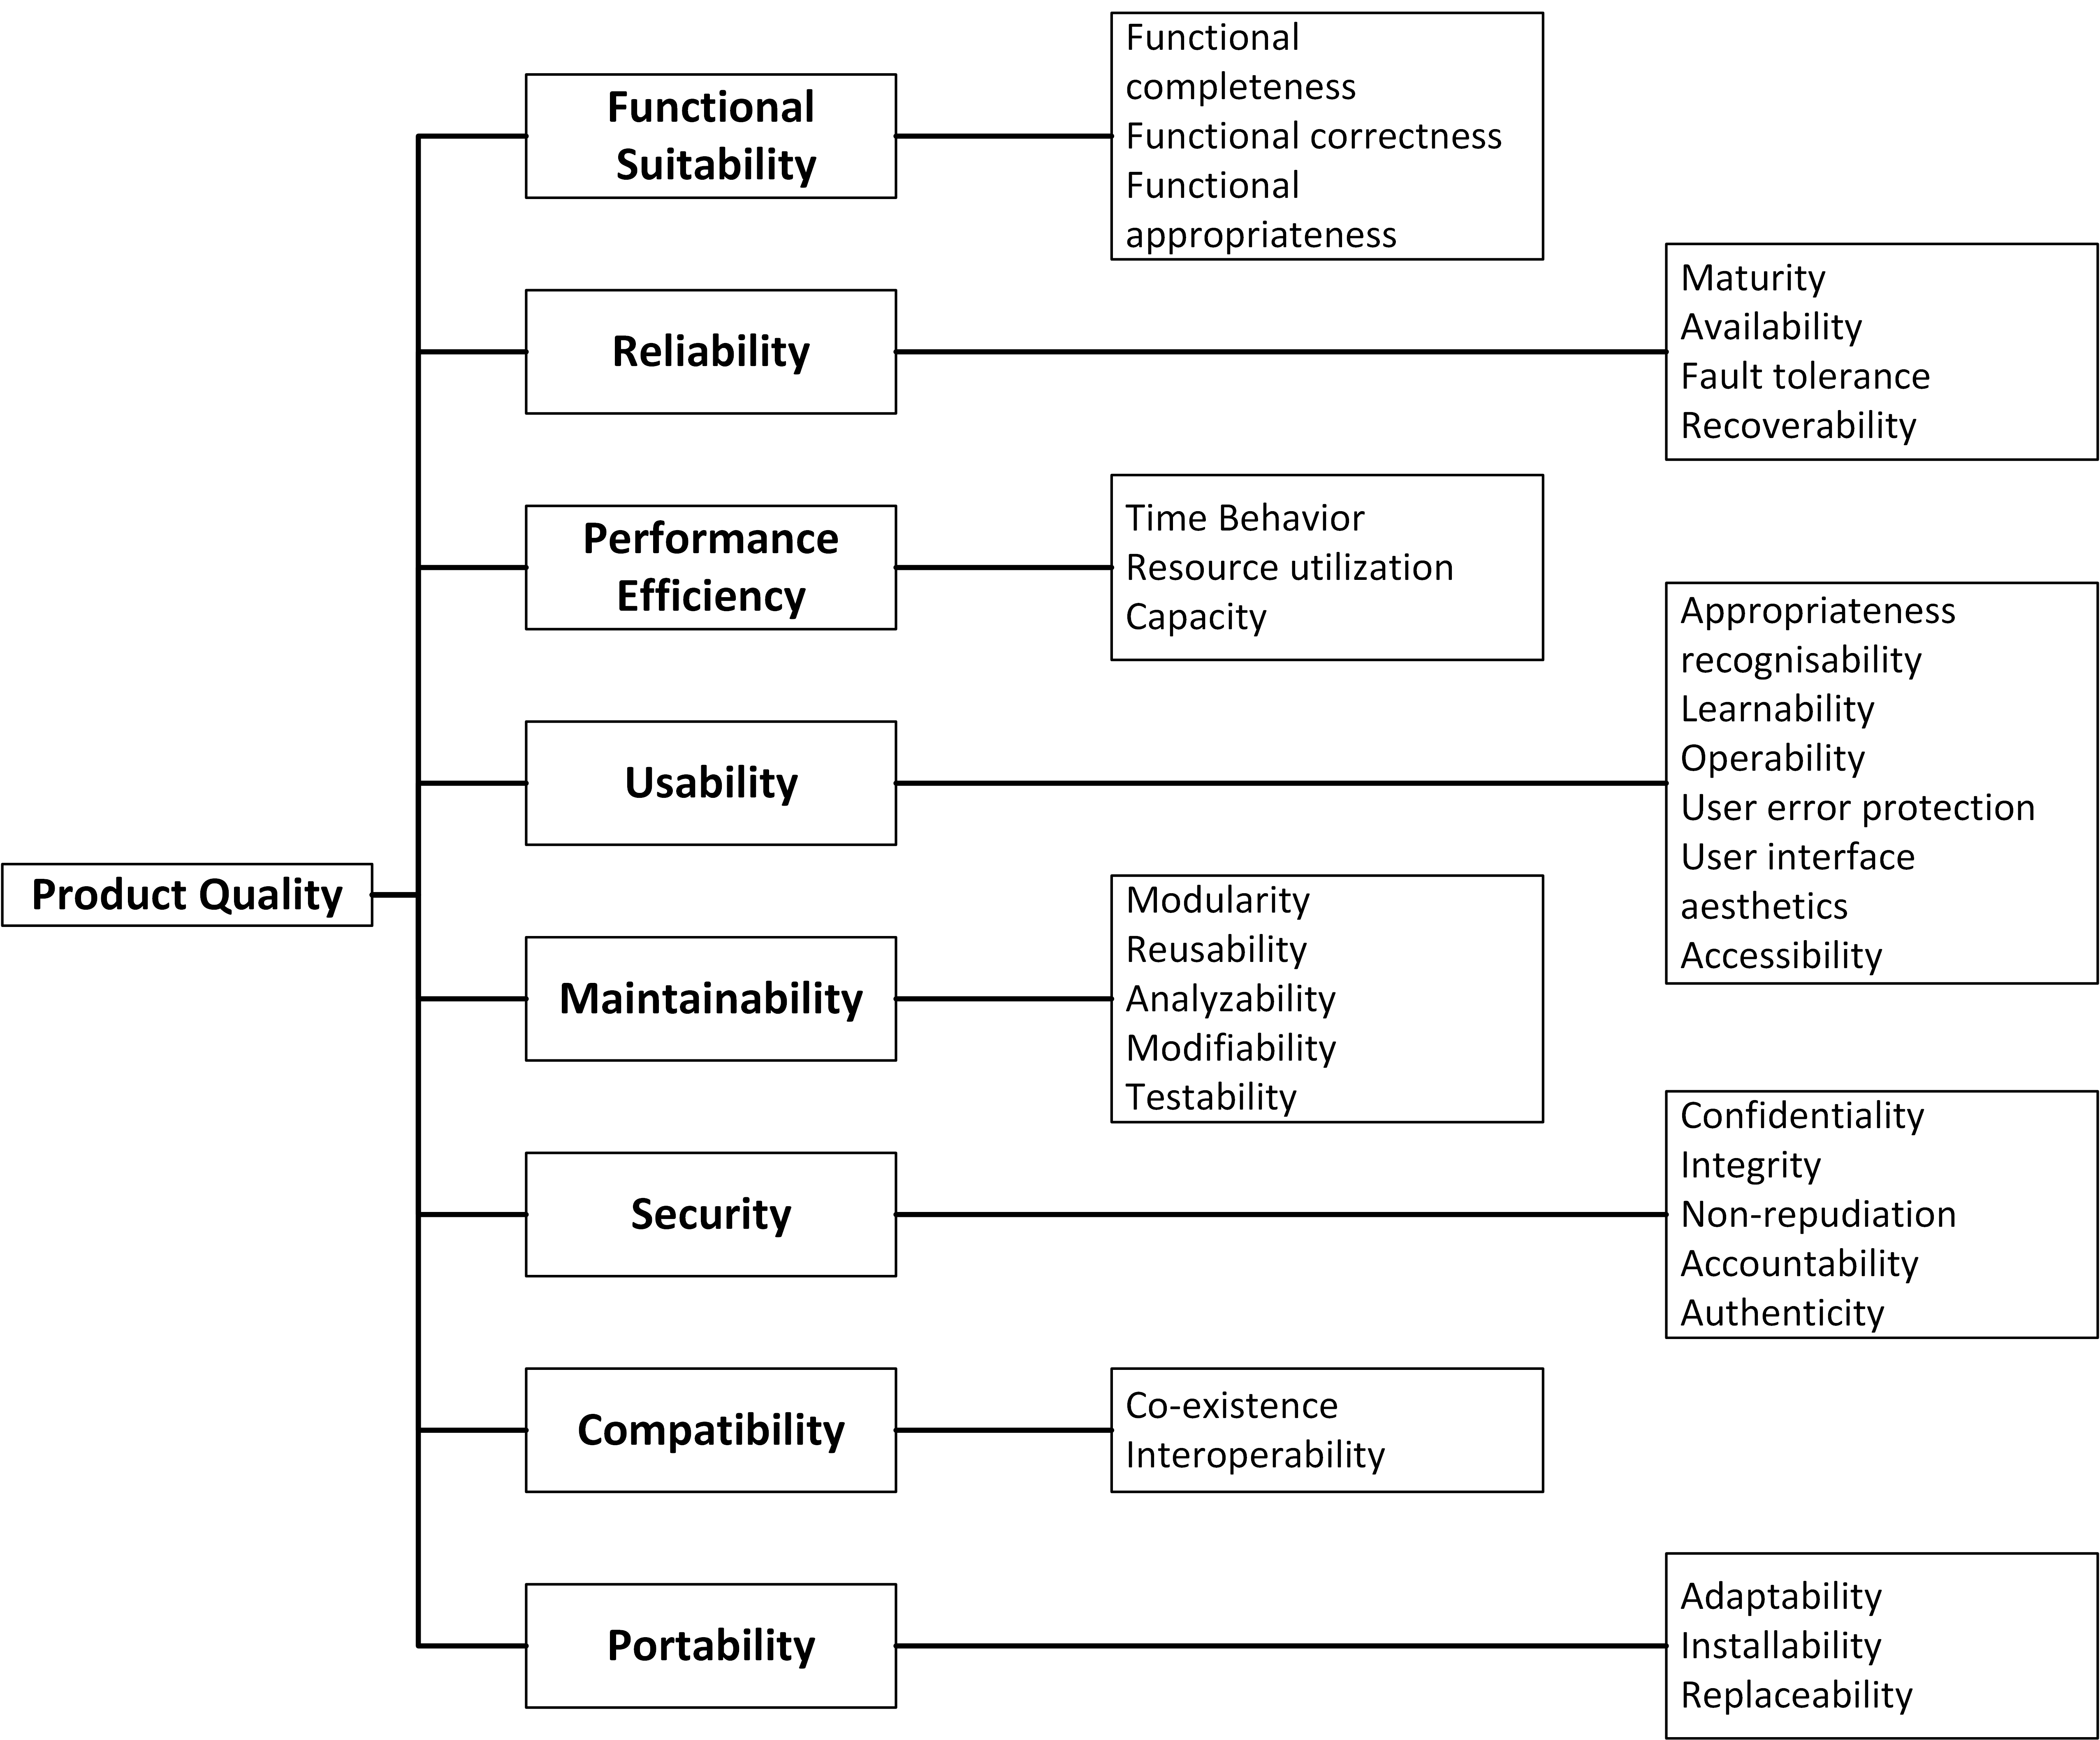 Product Quality
Functional
Suitability
Functional
completeness
Functional correctness
Functional
appropriateness
Reliability
Maturity
Availability
Fault tolerance
Recoverability
Performance
Efficiency
Time Behavior
Resource utilization
Capacity
Usability
Appropriateness
recognisability
Learnability
Operability
User error protection
User interface
aesthetics
Accessibility
Maintainability
Modularity
Reusability
Analyzability
Modifiability
Testability
Security
Confidentiality
Integrity
Non-repudiation
Accountability
Authenticity
Compatibility
Co-existence
Interoperability
Portability
Adaptability
Installability
Replaceability